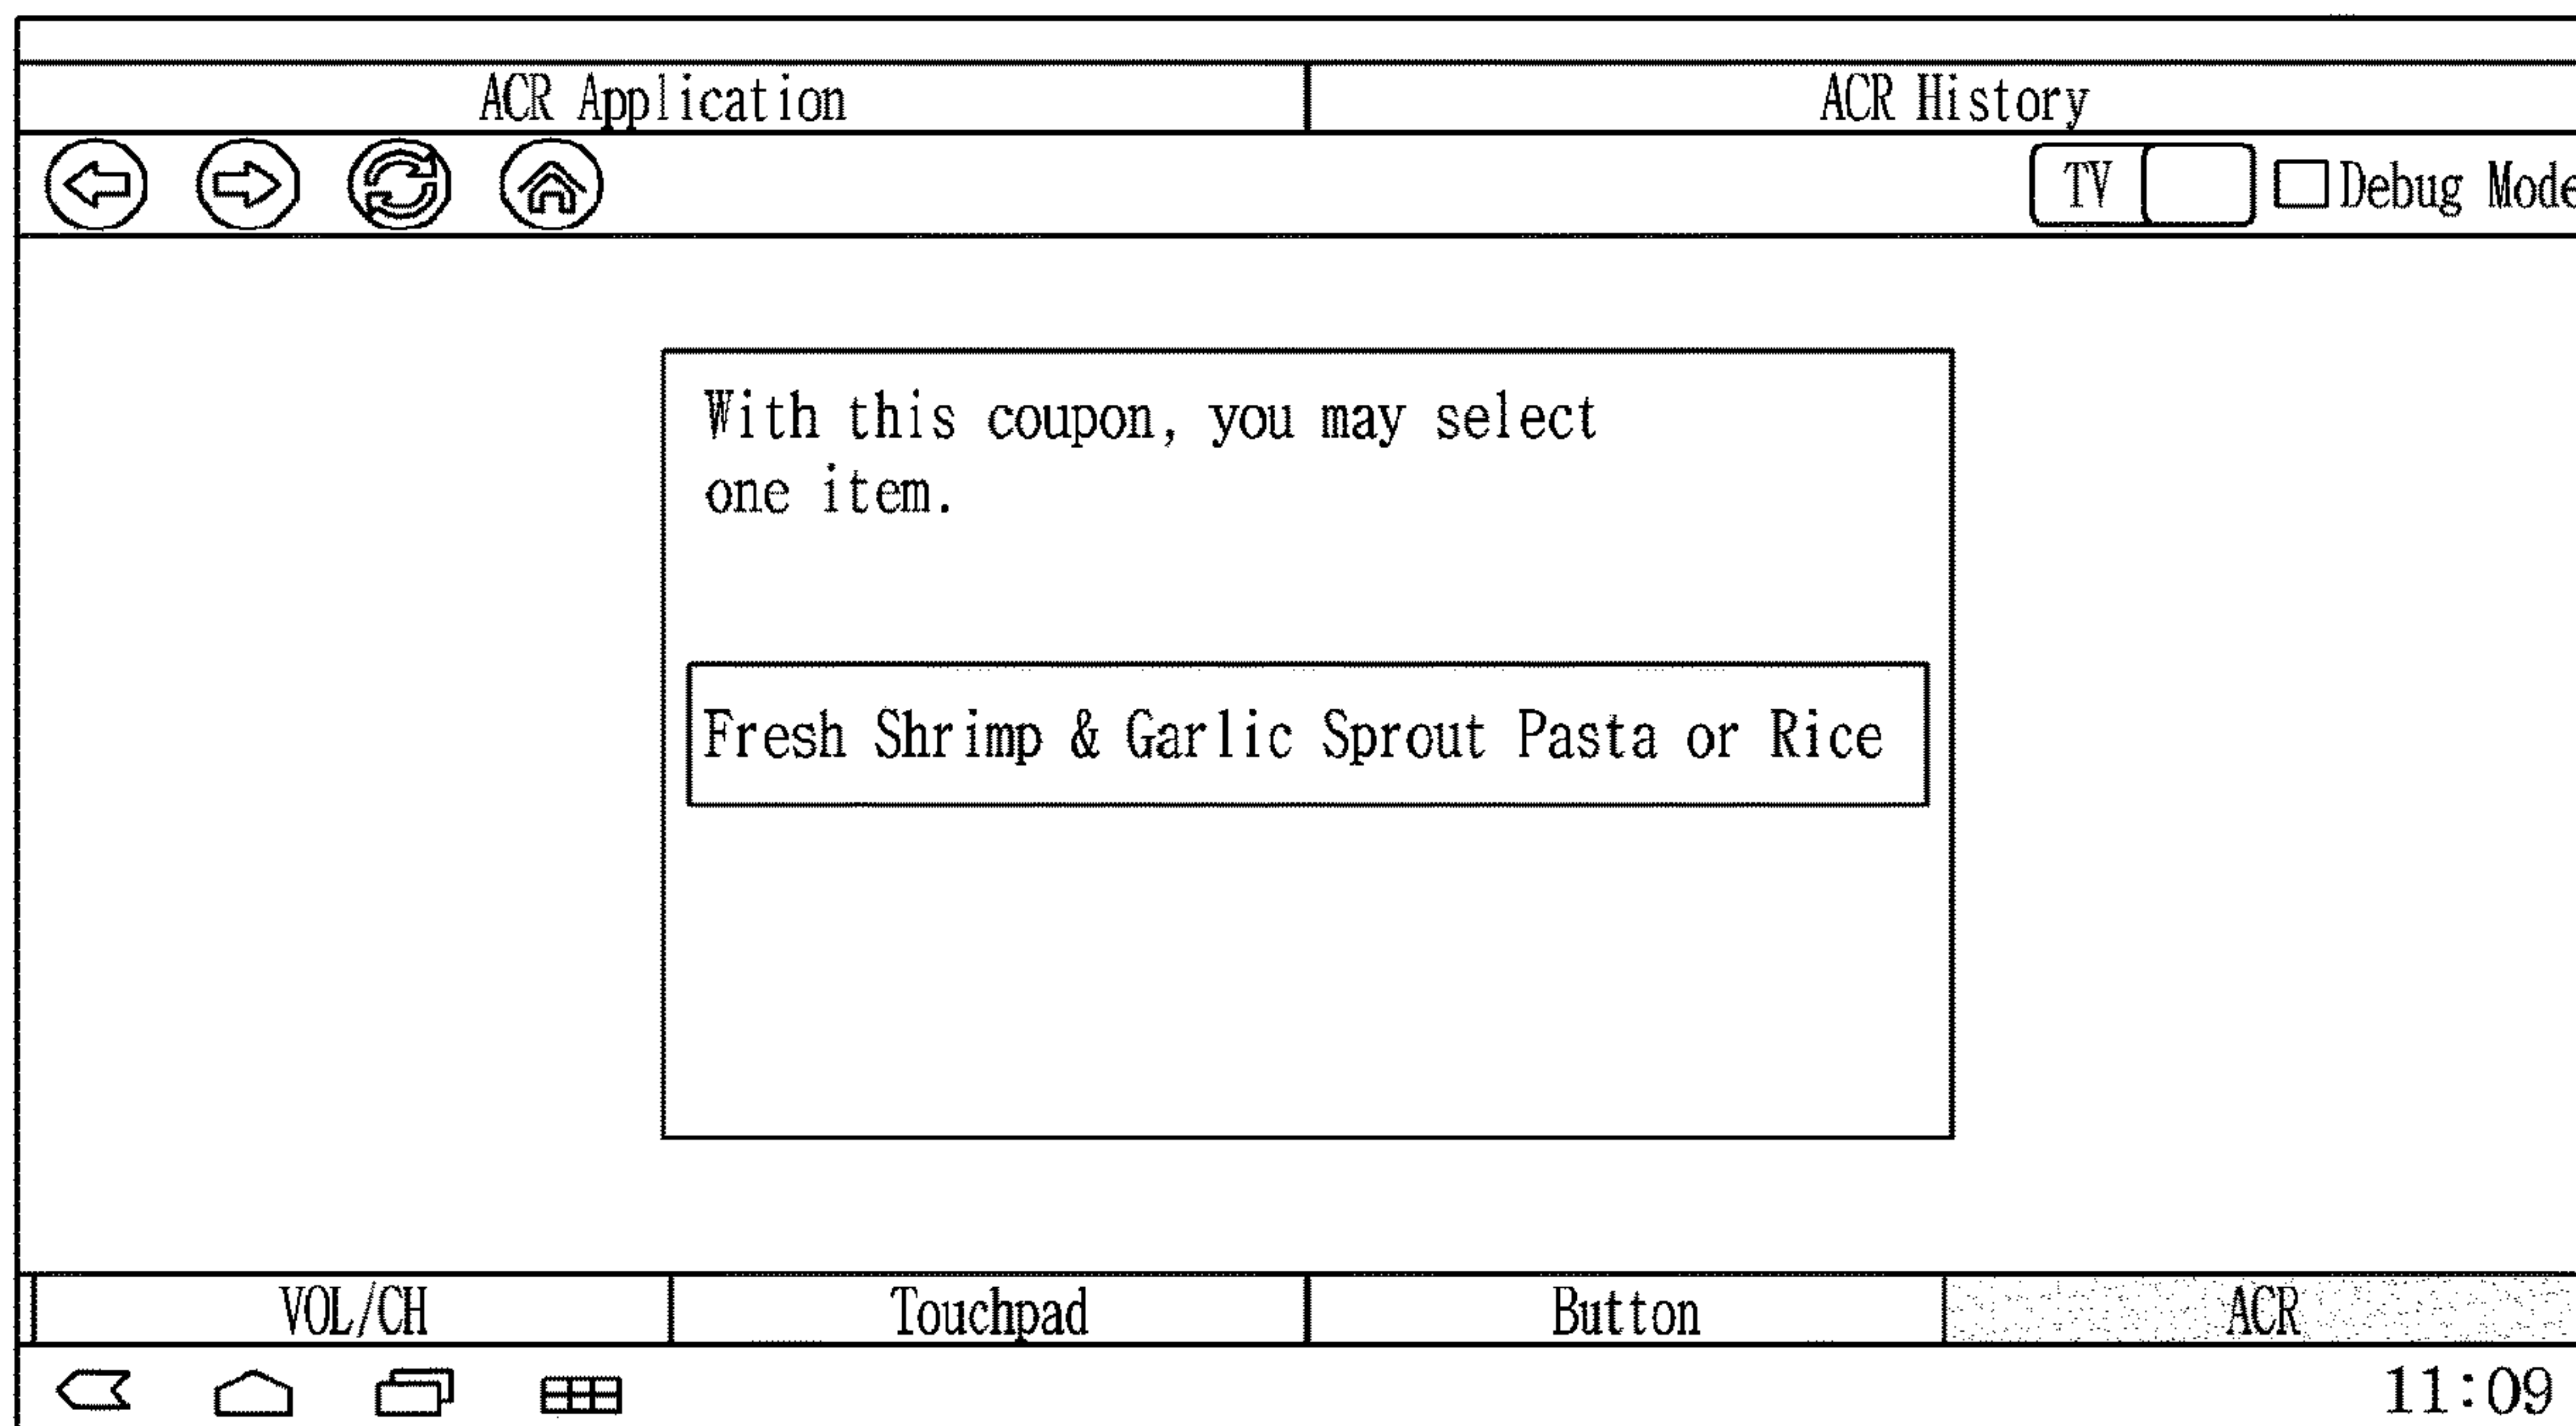 ACR Application
ACR History
TV
Debug Mode
With this coupon, you may select
one item.
Fresh Shrimp & Garlic Sprout Pasta or Rice
VOL/CH
Touchpad
Button
ACR
11:09